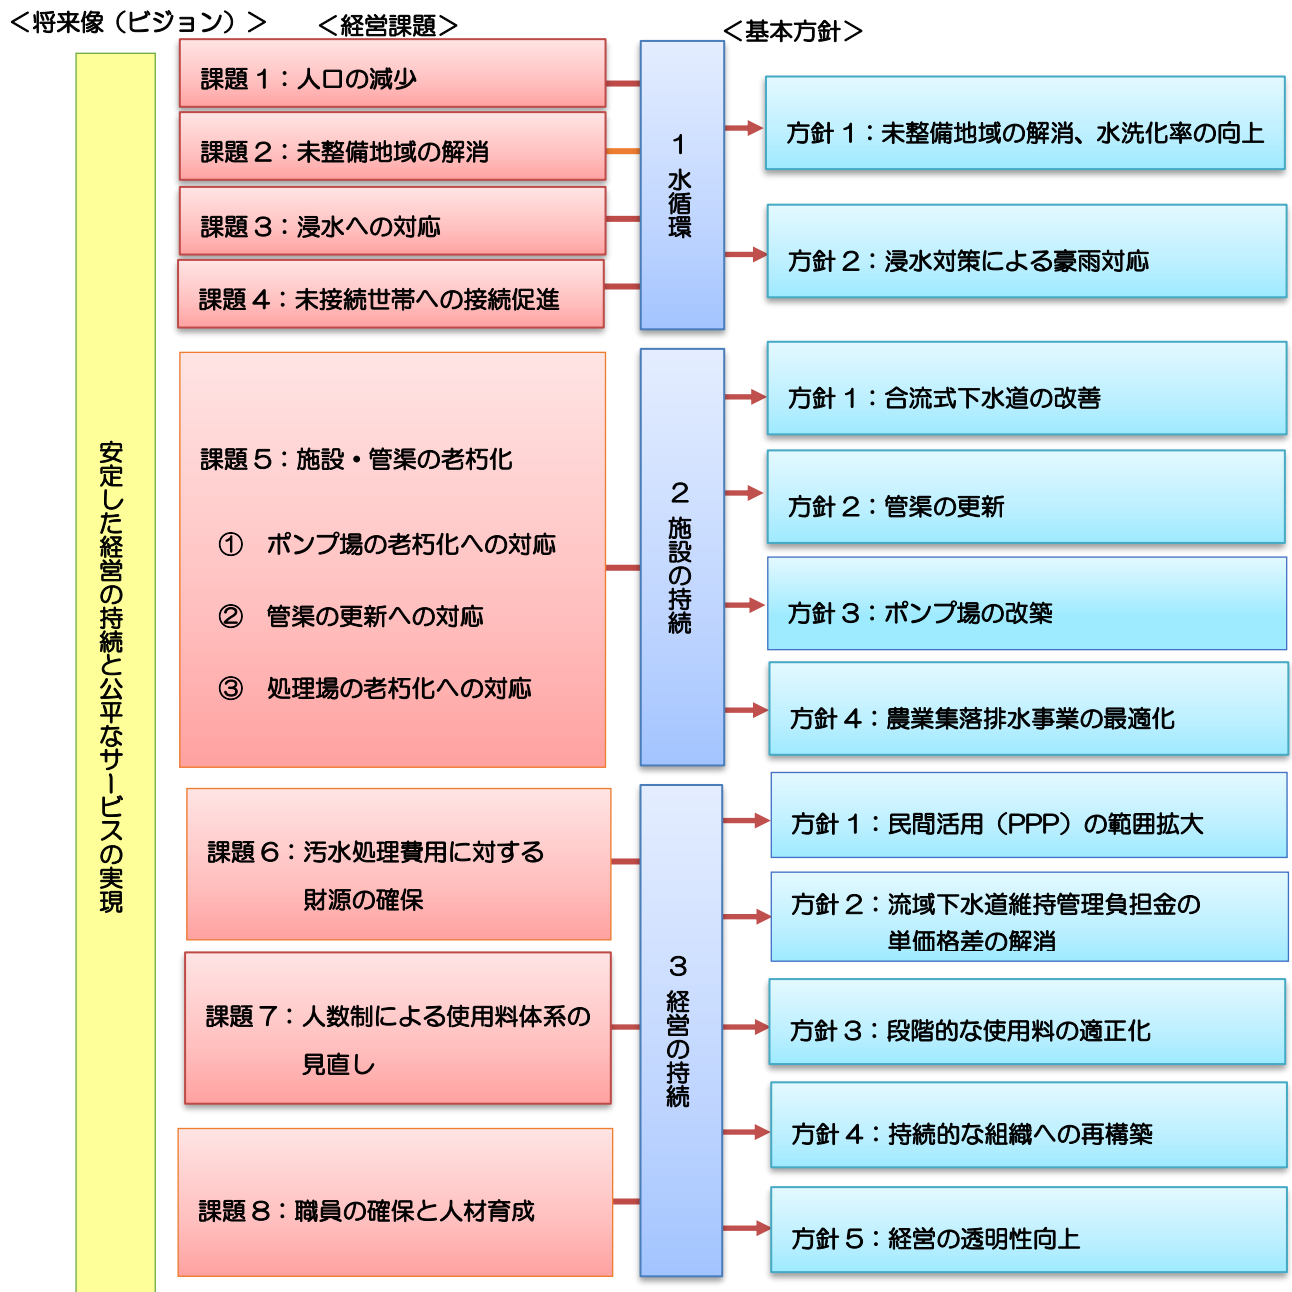 ＜将来像（ビジョン）＞
＜経営課題＞
＜基本方針＞
安定した経営の持続と公平なサービスの実現
課題１：人口の減少
課題２：未整備地域の解消
課題３：浸水への対応
課題４：未接続世帯への接続促進
１ 水循環
方針１：未整備地域の解消、水洗化率の向上
方針２：浸水対策による豪雨対応
課題５：施設・管渠の老朽化
① ポンプ場の老朽化への対応
② 管渠の更新への対応
③ 処理場の老朽化への対応
２ 施設の持続
方針１：合流式下水道の改善
方針２：管渠の更新
方針３：ポンプ場の改築
方針４：農業集落排水事業の最適化
課題６：汚水処理費用に対する
財源の確保
課題７：人数制による使用料体系の
見直し
課題８：職員の確保と人材育成
３ 経営の持続
方針１：民間活用（PPP）の範囲拡大
方針２：流域下水道維持管理負担金の
単価格差の解消
方針３：段階的な使用料の適正化
方針４：持続的な組織への再構築
方針５：経営の透明性向上